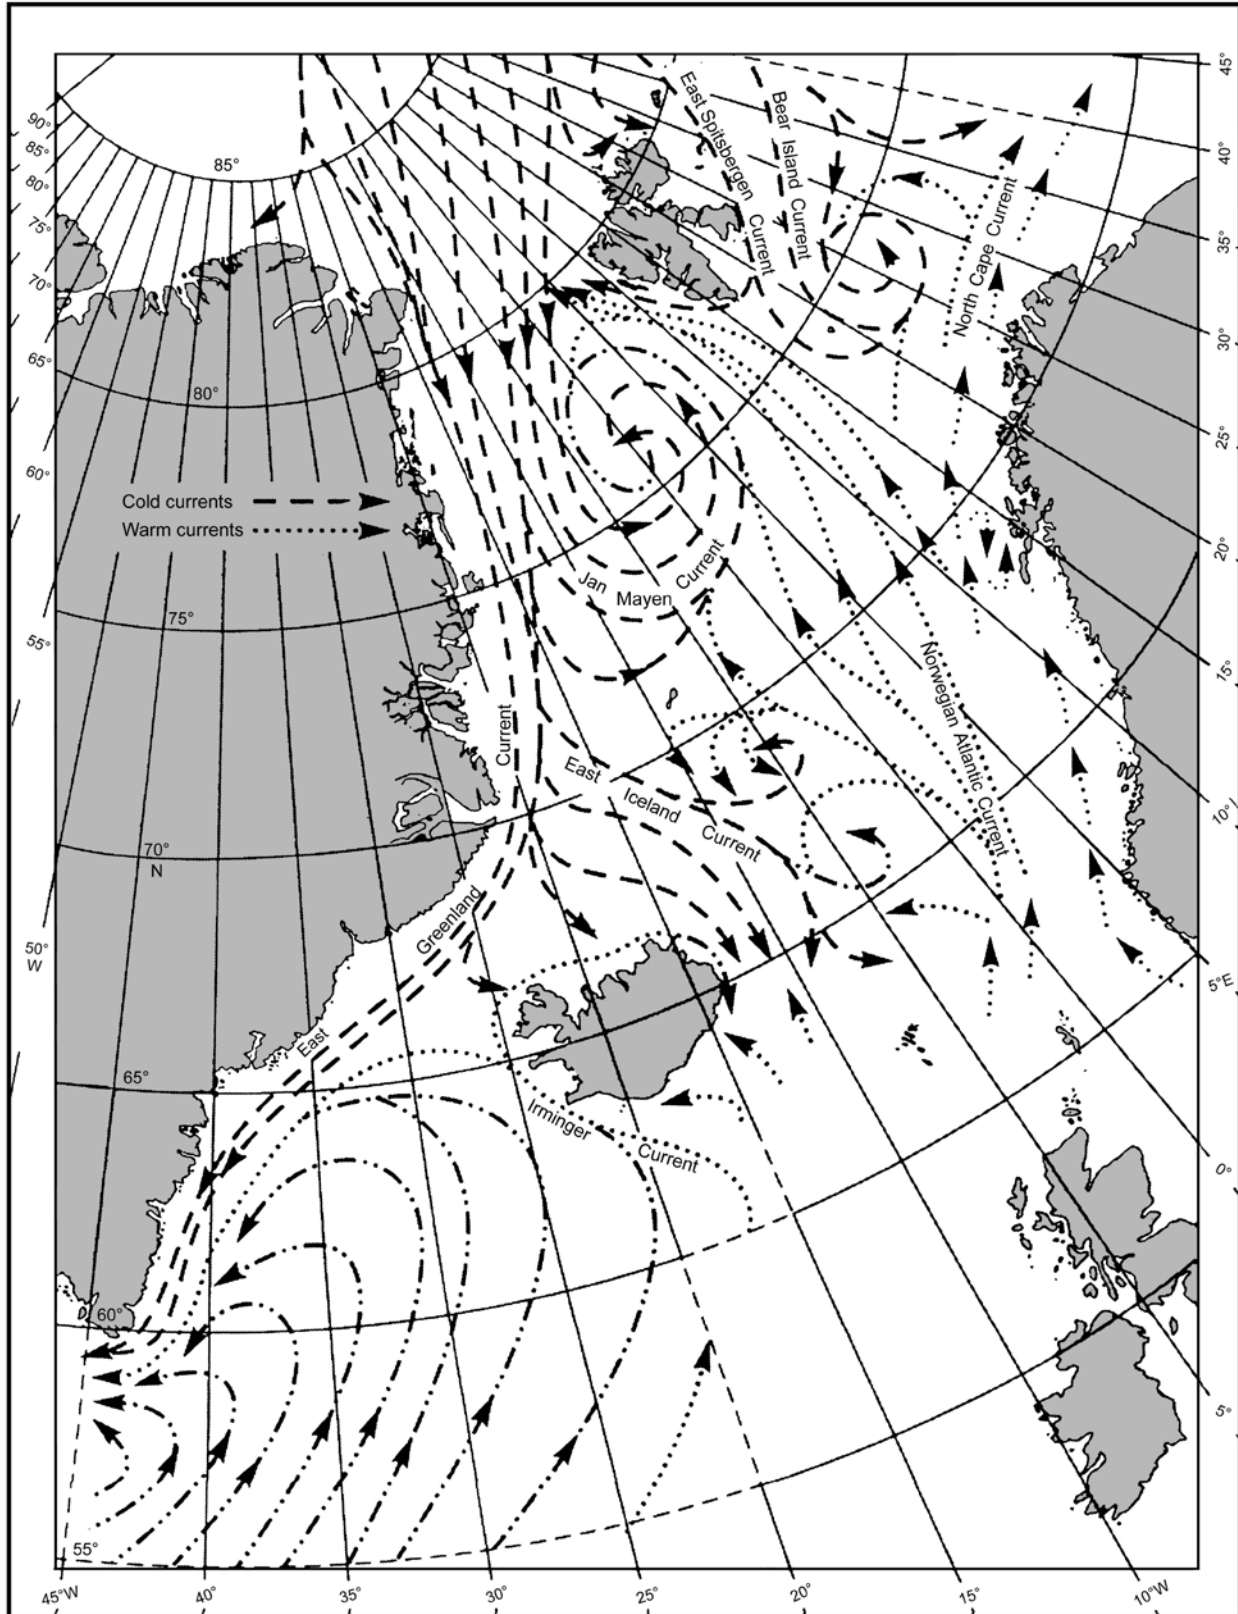 45°
90°
85°
80°
75°
70°
65°
60°
55°
50°
W
85°
80°
75°
70°
N
65°
60°
55°
Cold currents
Warm currents
East Spitsbergen Current
Bear Island Current
North Cape Current
40°
35°
30°
25°
20°
15°
10°
5°E
0°
5°
Jan Mayen Current
Norwegian Atlantic Current
East Iceland Current
East Greenland Current
Irminger Current
45°W
40°
35°
30°
25°
20°
15°
10°W